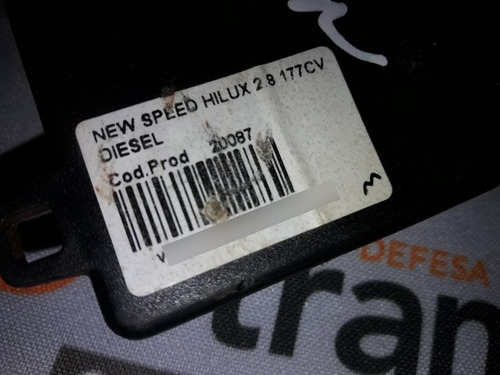 NEW SPEED HILUX 2.8 177CV
DIESEL
Cod.Prod 20087
V
M
DEFESA
tran